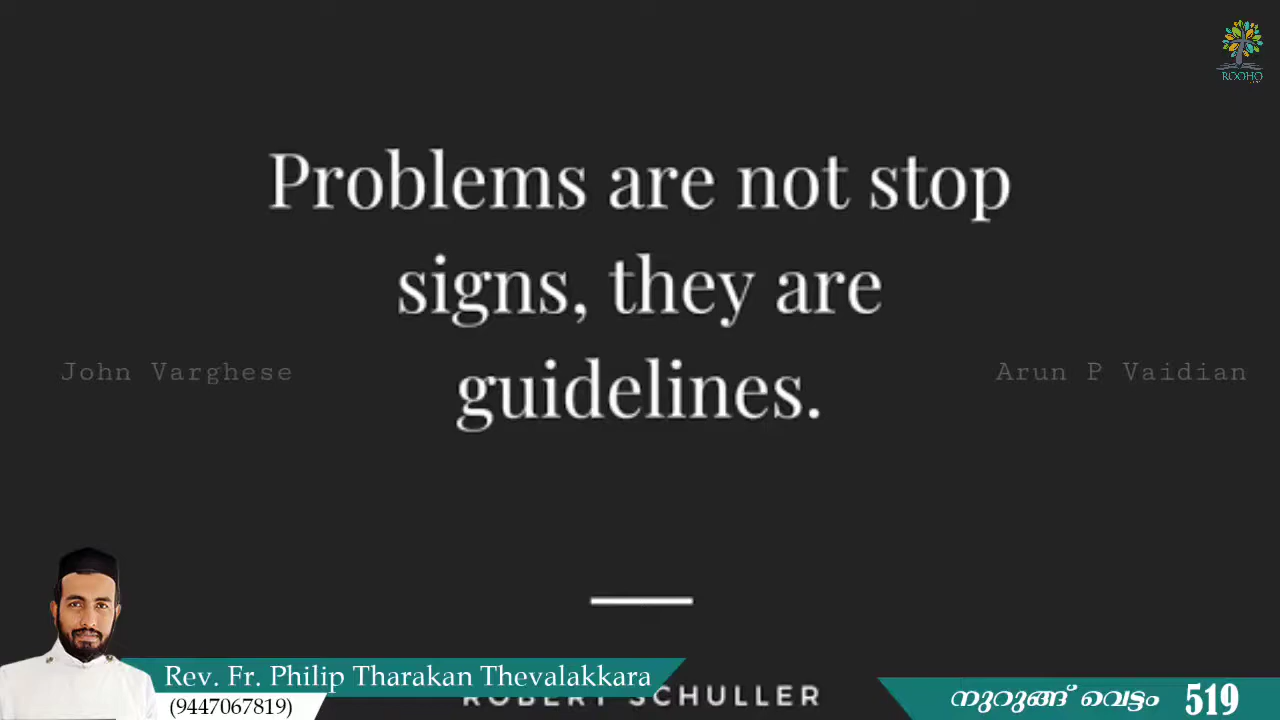 ROOHO
Problems are not stop
signs, they are
guidelines.
John Varghese
Arun P Vaidian
Rev. Fr. Philip Tharakan Thevalakkara
(9447067819)
ROBERT SCHULLER
നുറുങ്ങ് വെട്ടം 519